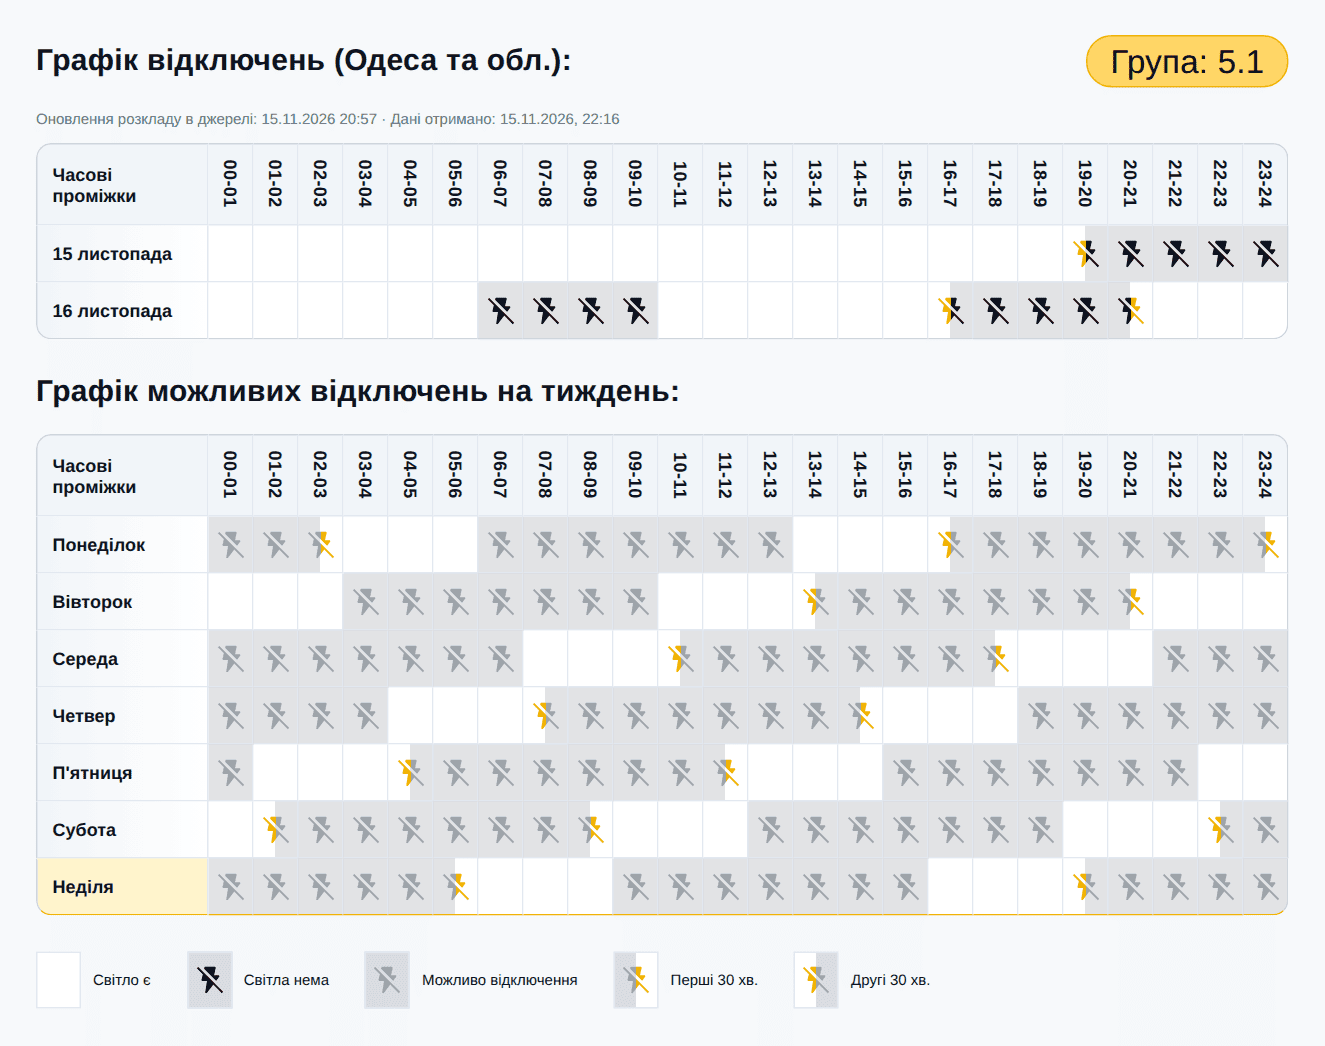 Графік відключень (Одеса та обл.):
Група: 5.1
Оновлення розкладу в джерелі: 15.11.2026 20:57 · Дані отримано: 15.11.2026, 22:16
Часові проміжки 00-01 01-02 02-03 03-04 04-05 05-06 06-07 07-08 08-09 09-10 10-11 11-12 12-13 13-14 14-15 15-16 16-17 17-18 18-19 19-20 20-21 21-22 22-23 23-24
15 листопада
16 листопада
Графік можливих відключень на тиждень:
Часові проміжки 00-01 01-02 02-03 03-04 04-05 05-06 06-07 07-08 08-09 09-10 10-11 11-12 12-13 13-14 14-15 15-16 16-17 17-18 18-19 19-20 20-21 21-22 22-23 23-24
Понеділок
Вівторок
Середа
Четвер
П'ятниця
Субота
Неділя
Світло є Світла нема Можливо відключення Перші 30 хв. Другі 30 хв.